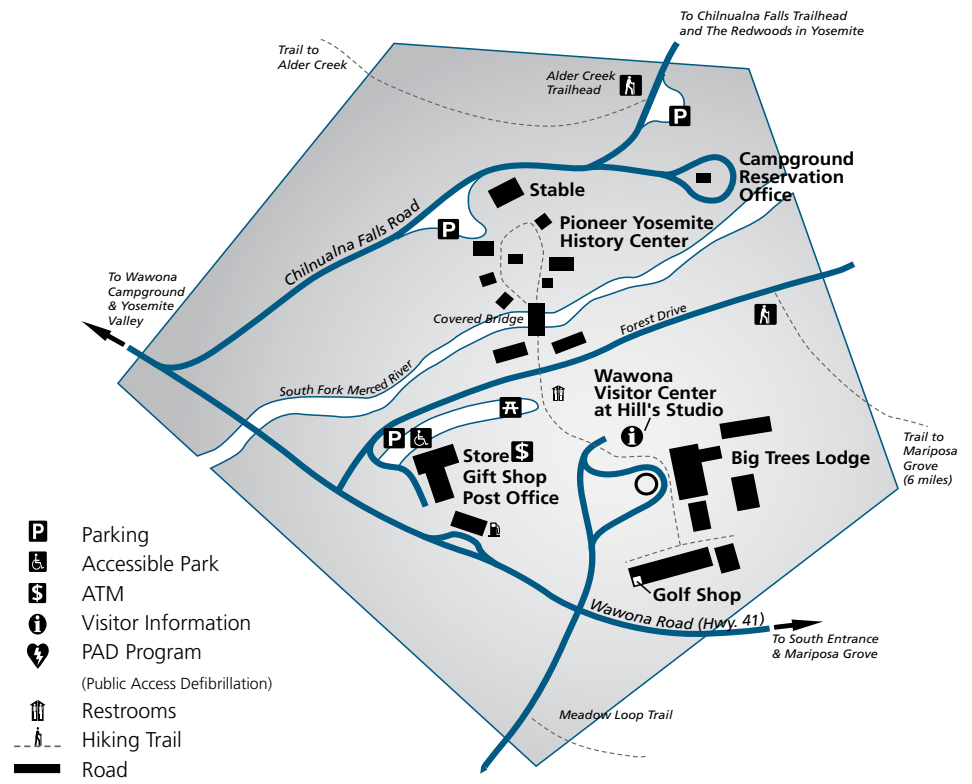 To Chilnualna Falls Trailhead
and The Redwoods in Yosemite
Trail to
Alder Creek
Alder Creek
Trailhead
P
Campground
Reservation
Office
Stable
Pioneer Yosemite
History Center
P
Chilnualna Falls Road
To Wawona
Campground
& Yosemite
Valley
Covered Bridge
Forest Drive
South Fork Merced River
Wawona
Visitor Center
at Hill's Studio
i
P
Store
$
Gift Shop
Post Office
Big Trees Lodge
Trail to
Mariposa
Grove
(6 miles)
Golf Shop
Wawona Road (Hwy. 41)
To South Entrance
& Mariposa Grove
Meadow Loop Trail
P Parking
Accessible Park
$ ATM
i Visitor Information
PAD Program
(Public Access Defibrillation)
Restrooms
Hiking Trail
Road